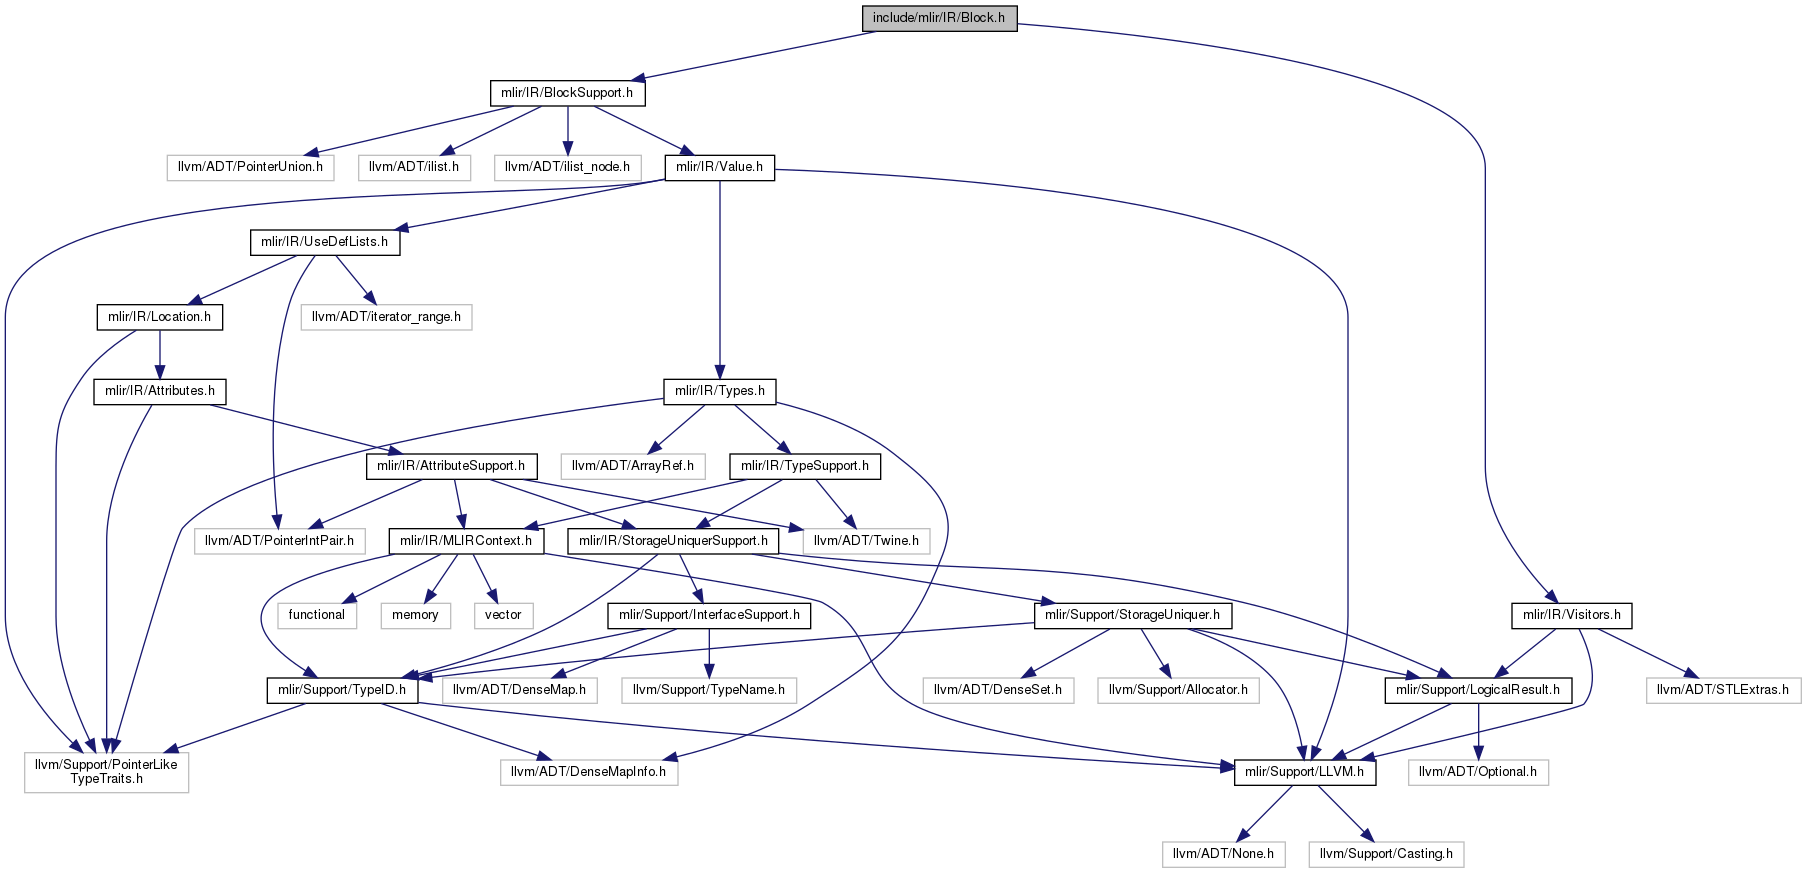 include/mlir/IR/Block.h
mlir/IR/BlockSupport.h
llvm/ADT/PointerUnion.h
llvm/ADT/ilist.h
llvm/ADT/ilist_node.h
mlir/IR/Value.h
mlir/IR/UseDefLists.h
mlir/IR/Location.h
llvm/ADT/iterator_range.h
mlir/IR/Attributes.h
mlir/IR/Types.h
mlir/IR/AttributeSupport.h
llvm/ADT/ArrayRef.h
mlir/IR/TypeSupport.h
llvm/ADT/PointerIntPair.h
mlir/IR/MLIRContext.h
mlir/IR/StorageUniquerSupport.h
llvm/ADT/Twine.h
functional
memory
vector
mlir/Support/InterfaceSupport.h
mlir/Support/StorageUniquer.h
mlir/IR/Visitors.h
mlir/Support/TypeID.h
llvm/ADT/DenseMap.h
llvm/Support/TypeName.h
llvm/ADT/DenseSet.h
llvm/Support/Allocator.h
mlir/Support/LogicalResult.h
llvm/ADT/STLExtras.h
llvm/Support/PointerLike
TypeTraits.h
llvm/ADT/DenseMapInfo.h
mlir/Support/LLVM.h
llvm/ADT/Optional.h
llvm/ADT/None.h
llvm/Support/Casting.h